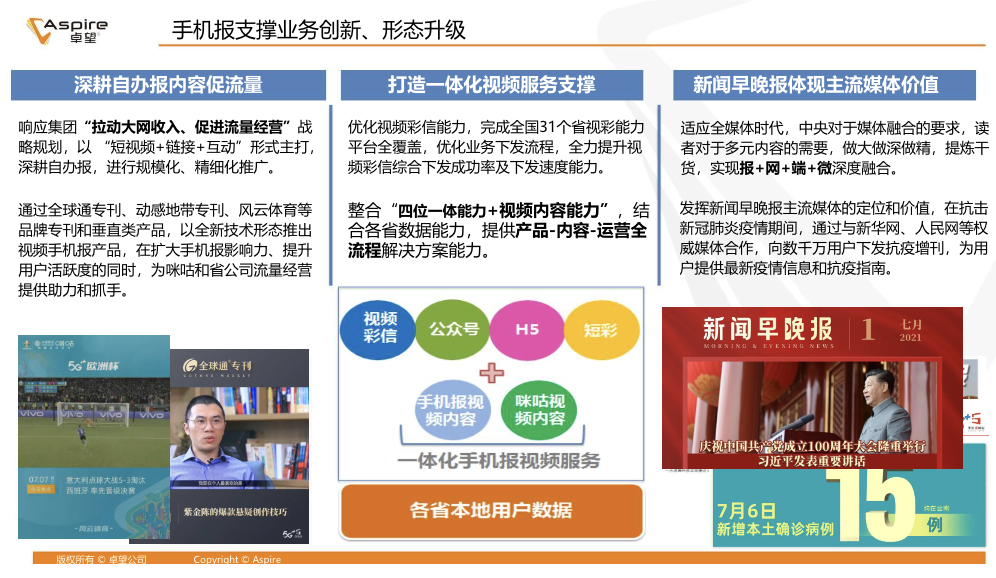 Aspire
卓望
手机报支撑业务创新、形态升级
深耕自办报内容促流量
响应集团“拉动大网收入、促进流量经营”战
略规划，以 “短视频+链接+互动”形式主打，
深耕自办报，进行规模化、精细化推广。
通过全球通专刊、动感地带专刊、风云体育等
品牌专刊和垂直类产品，以全新技术形态推出
视频手机报产品，在扩大手机报影响力、提升
用户活跃度的同时，为咪咕和省公司流量经营
提供助力和抓手。
5G 欧洲杯
vivo vivo vivo vivo
07.07
意大利点球大战5-3淘汰
西班牙 率先晋级决赛
全球通专刊
紫金陈的爆款悬疑创作技巧
5G
打造一体化视频服务支撑
优化视频彩信能力，完成全国31个省视彩能力
平台全覆盖，优化业务下发流程，全力提升视
频彩信综合下发成功率及下发速度能力。
整合“四位一体能力+视频内容能力”，结
合各省数据能力，提供产品-内容-运营全
流程解决方案能力。
视频
彩信
公众号
H5
短彩
手机报视
频内容
咪咕视
频内容
一体化手机报视频服务
各省本地用户数据
新闻早晚报体现主流媒体价值
适应全媒体时代，中央对于媒体融合的要求，读
者对于多元内容的需要，做大做深做精，提炼干
货，实现报+网+端+微深度融合。
发挥新闻早晚报主流媒体的定位和价值，在抗击
新冠肺炎疫情期间，通过与新华网、人民网等权
威媒体合作，向数千万用户下发抗疫增刊，为用
户提供最新疫情信息和抗疫指南。
新闻早晚报
MORNING & EVENING NEWS
1
七月
2021
庆祝中国共产党成立100周年大会隆重举行
习近平发表重要讲话
7月6日
新增本土确诊病例
15
均在云南
例
版权所有 © 卓望公司
Copyright © Aspire